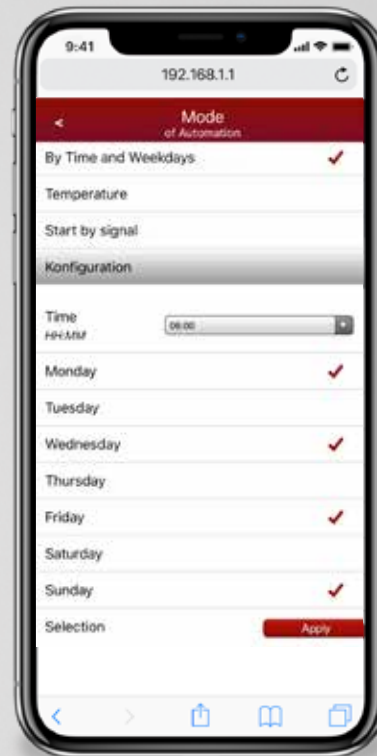 9:41
192.168.1.1
<
Mode
of Automation
By Time and Weekdays
Temperature
Start by signal
Konfiguration
Time
06:00
HH:MM
Monday
Tuesday
Wednesday
Thursday
Friday
Saturday
Sunday
Selection
Apply